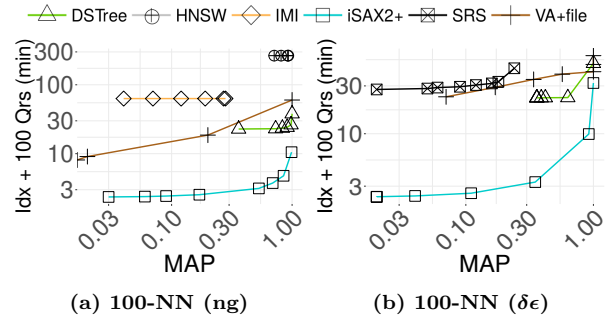 DSTree HNSW IMI iSAX2+ SRS VA+file
Idx + 100 Qrs (min)
300
100
30
10
3
0.03 0.10 0.30 1.00
MAP
(a) 100-NN (ng)
Idx + 100 Qrs (min)
30
10
3
0.03 0.10 0.30 1.00
MAP
(b) 100-NN (δϵ)